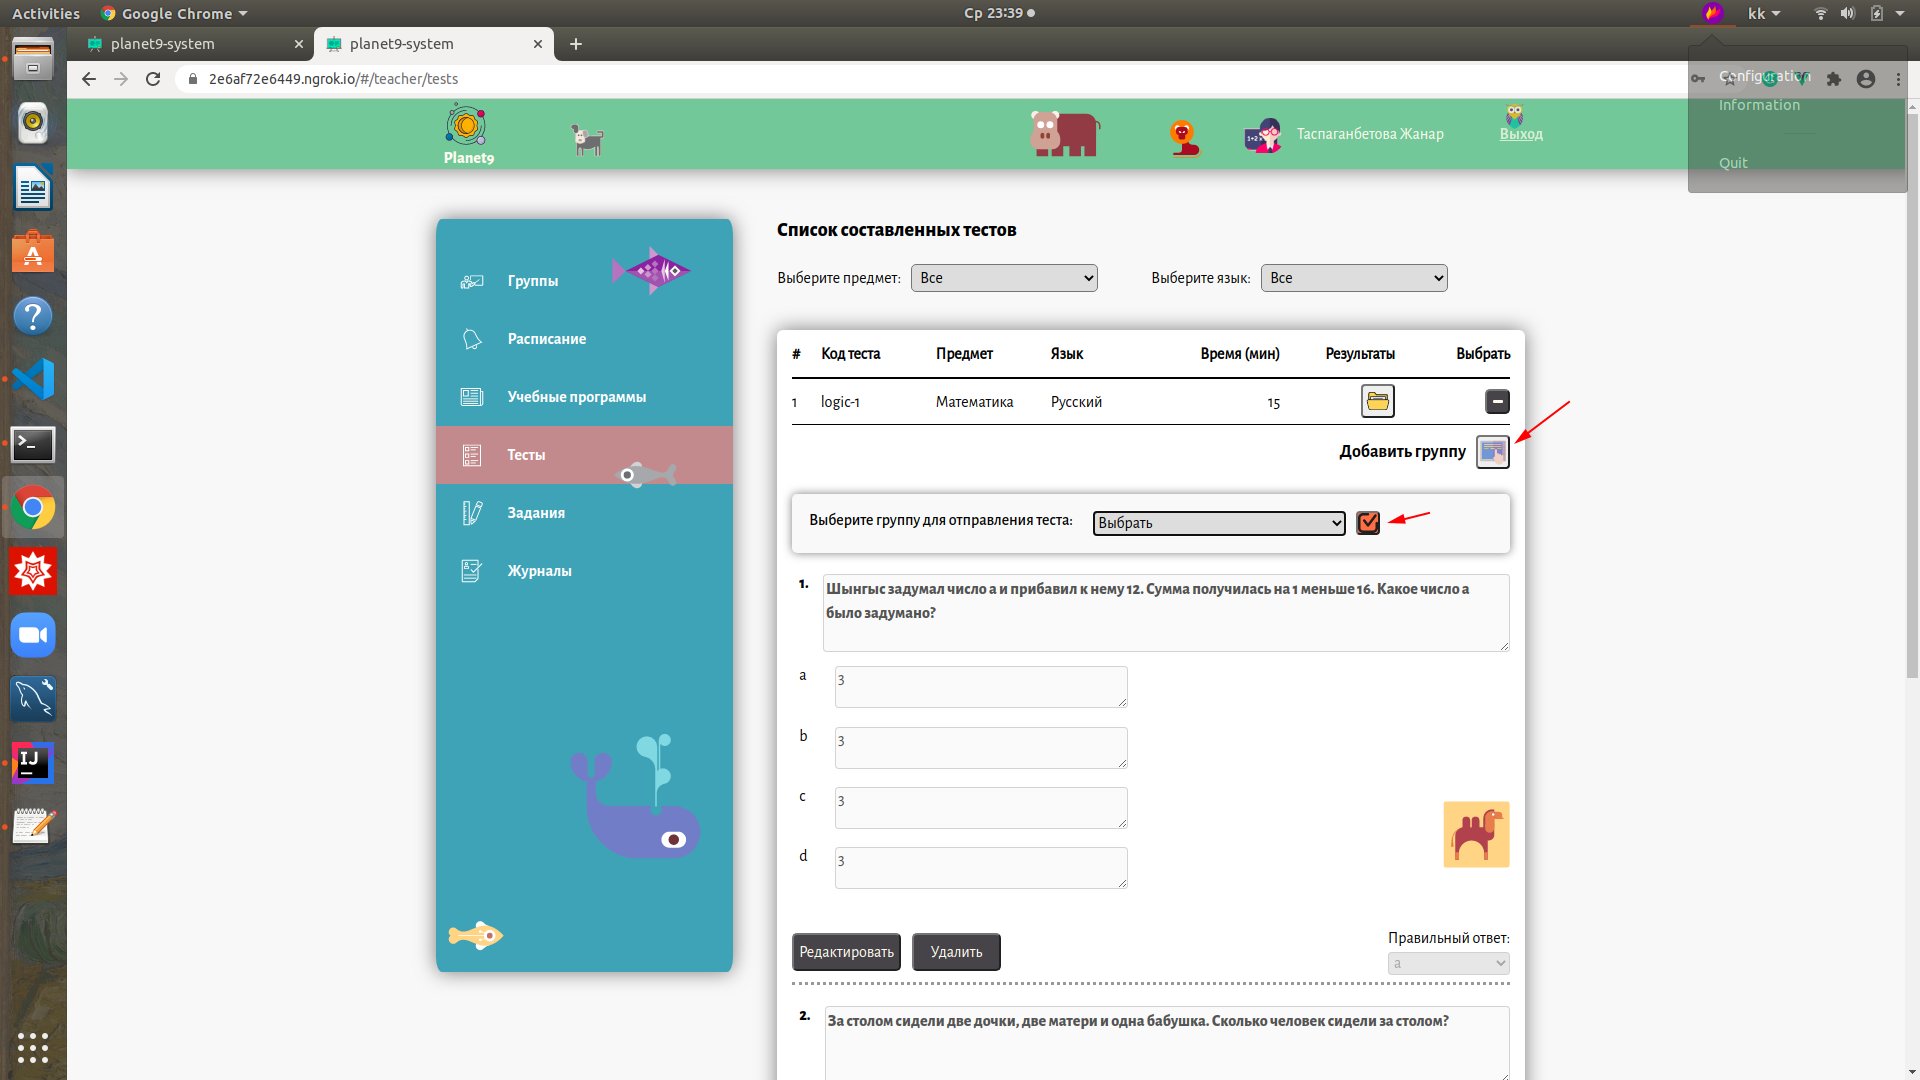 Activities
Google Chrome
Ср 23:39
kk
planet9-system
planet9-system
2e6af72e6449.ngrok.io/#/teacher/tests
Configuration
Information
Quit
Planet9
1+2
Таспаганбетова Жанар
Выход
Группы
Расписание
Учебные программы
Тесты
Задания
Журналы
Список составленных тестов
Выберите предмет: Все
Выберите язык: Все
# Код теста Предмет Язык Время (мин) Результаты Выбрать
1 logic-1 Математика Русский 15
Добавить группу
Выберите группу для отправления теста: Выбрать
1. Шынгыс задумал число а и прибавил к нему 12. Сумма получилась на 1 меньше 16. Какое число а
было задумано?
a 3
b 3
c 3
d 3
Редактировать Удалить
Правильный ответ:
a
2. За столом сидели две дочки, две матери и одна бабушка. Сколько человек сидели за столом?
IJ